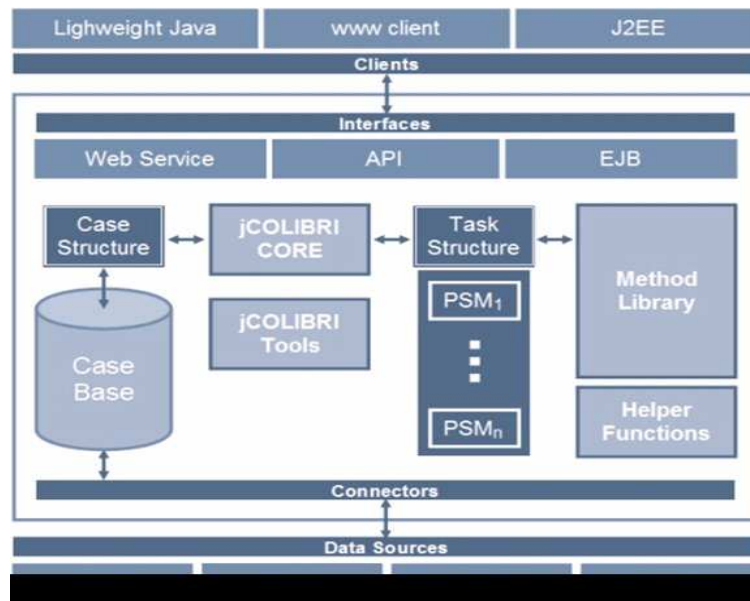 Lighweight Java
www client
J2EE
Clients
Interfaces
Web Service
API
EJB
Case
Structure
jCOLIBRI
CORE
Task
Structure
Method
Library
PSM1
jCOLIBRI
Tools
Case
Base
PSMn
Helper
Functions
Connectors
Data Sources